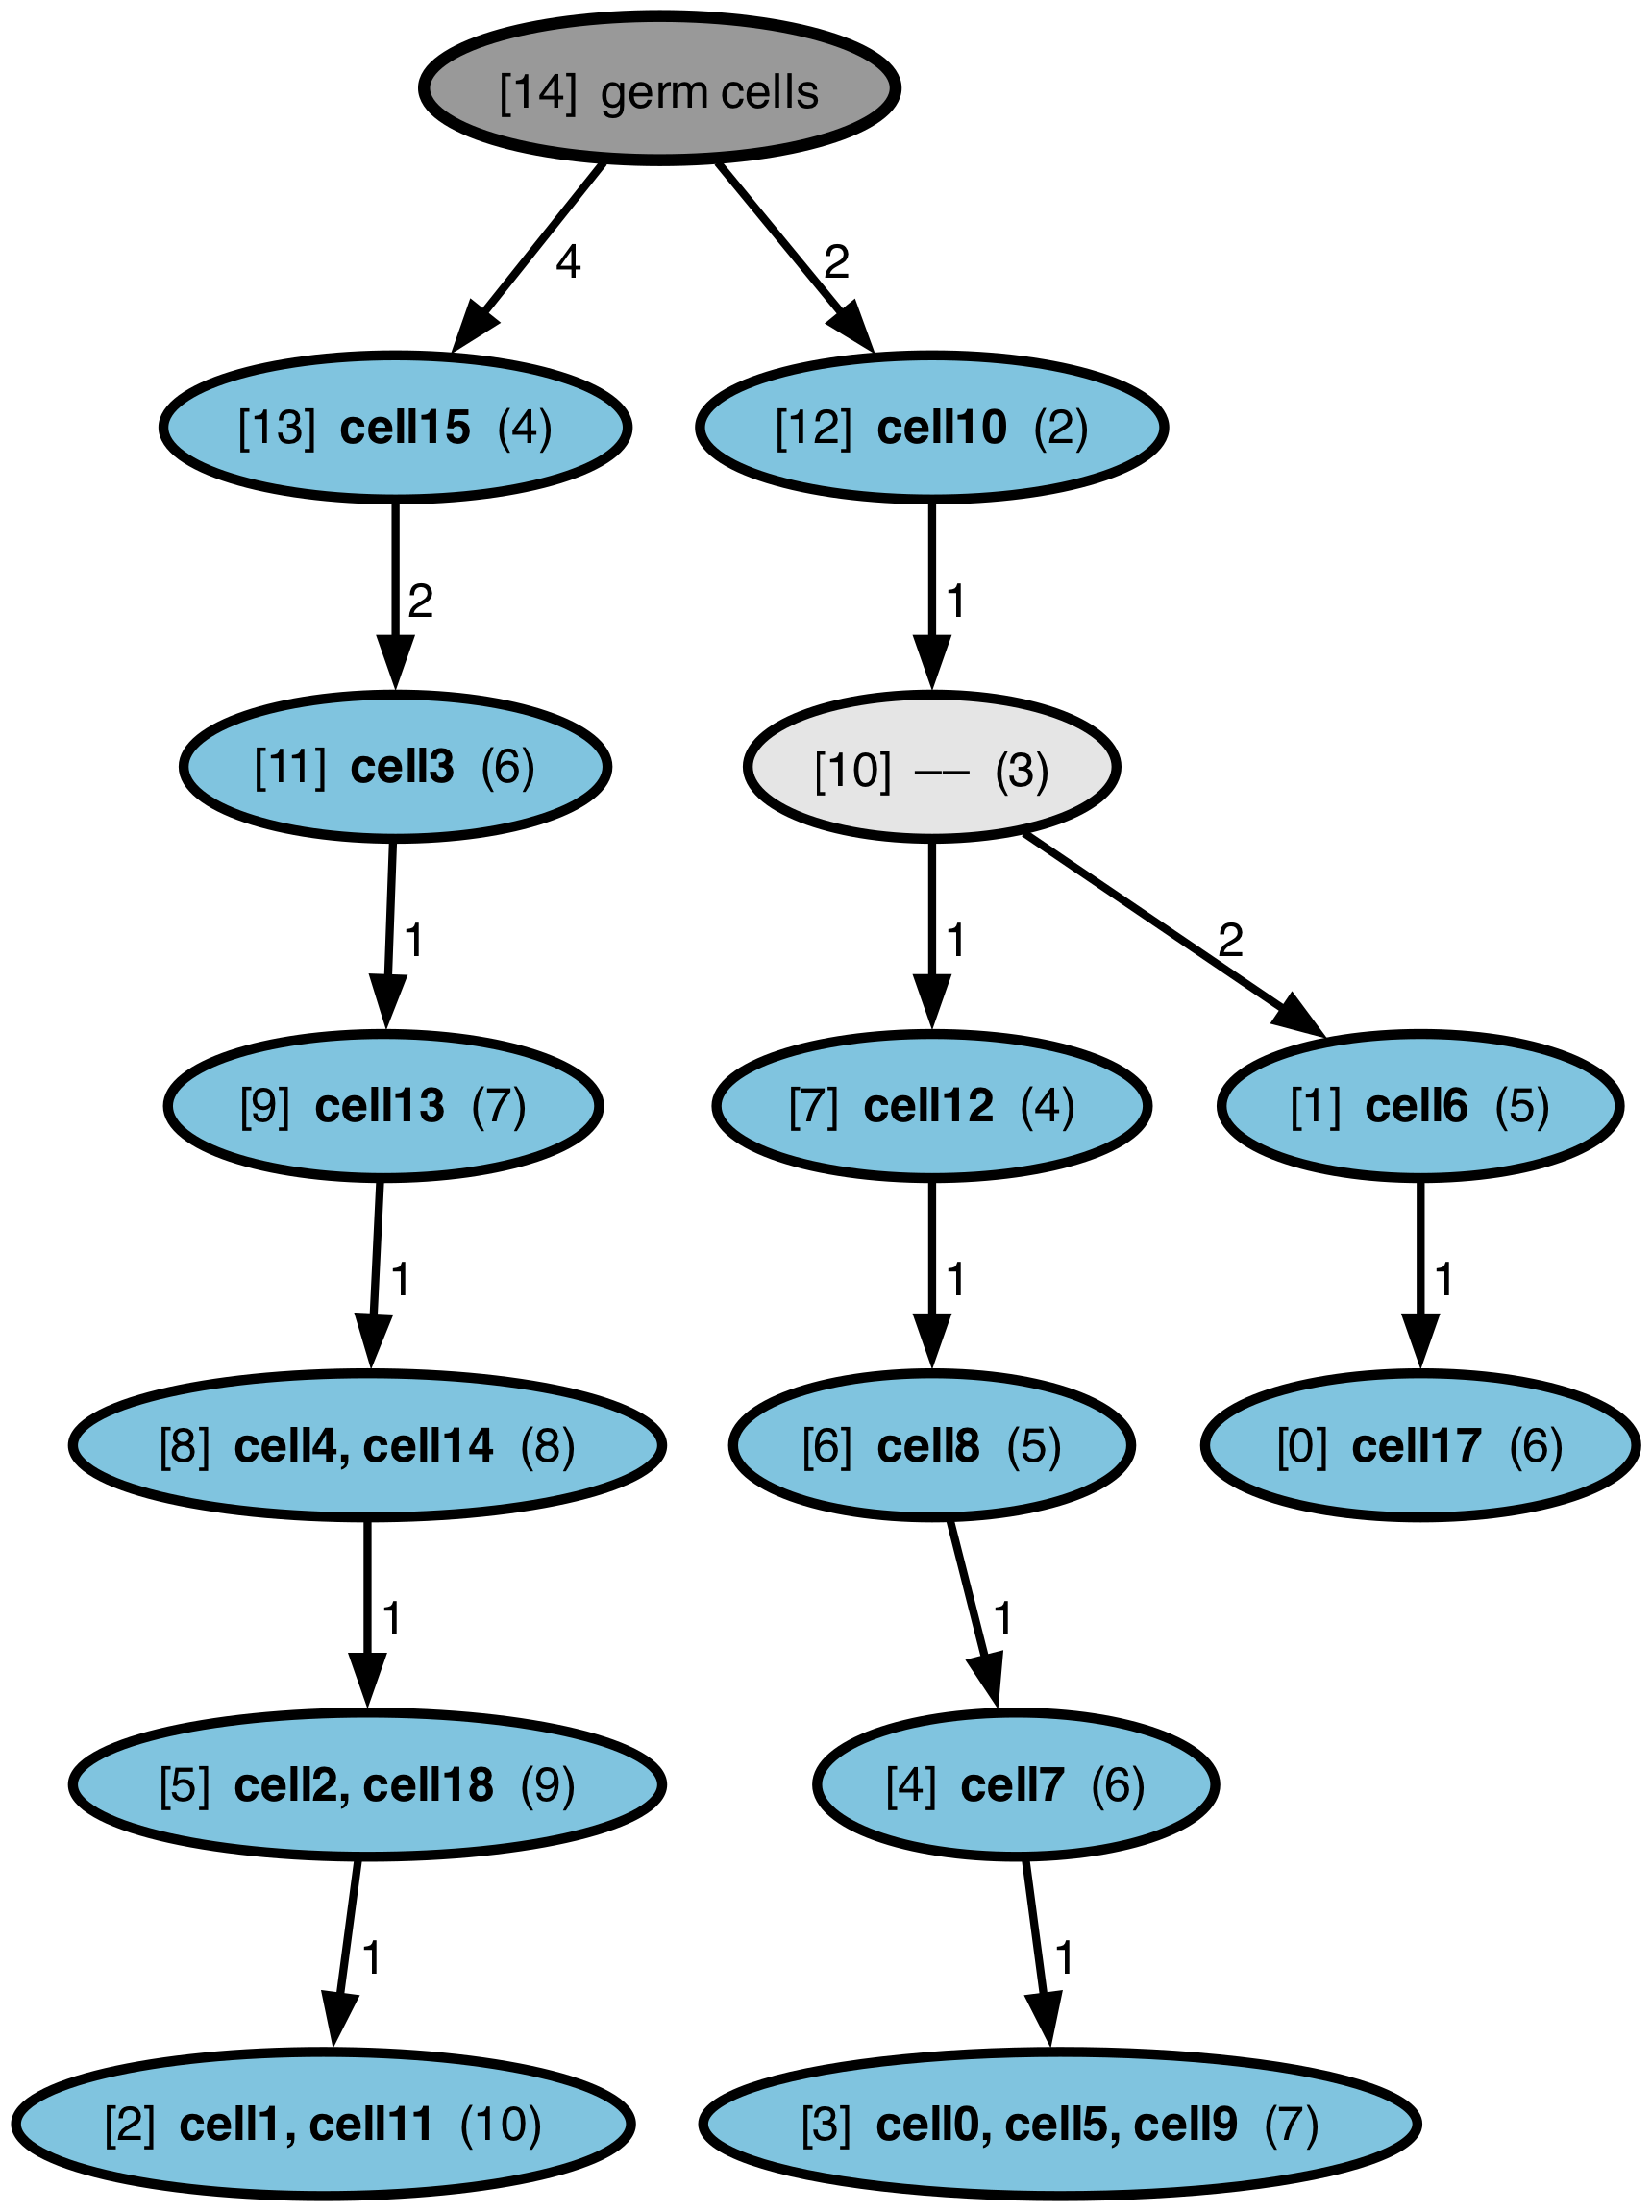 [14] germ cells
4
2
[13] cell15 (4)
[12] cell10 (2)
2
1
[11] cell3 (6)
[10] –– (3)
1
1
2
[9] cell13 (7)
[7] cell12 (4)
[1] cell6 (5)
1
1
1
[8] cell4, cell14 (8)
[6] cell8 (5)
[0] cell17 (6)
1
1
[5] cell2, cell18 (9)
[4] cell7 (6)
1
1
[2] cell1, cell11 (10)
[3] cell0, cell5, cell9 (7)